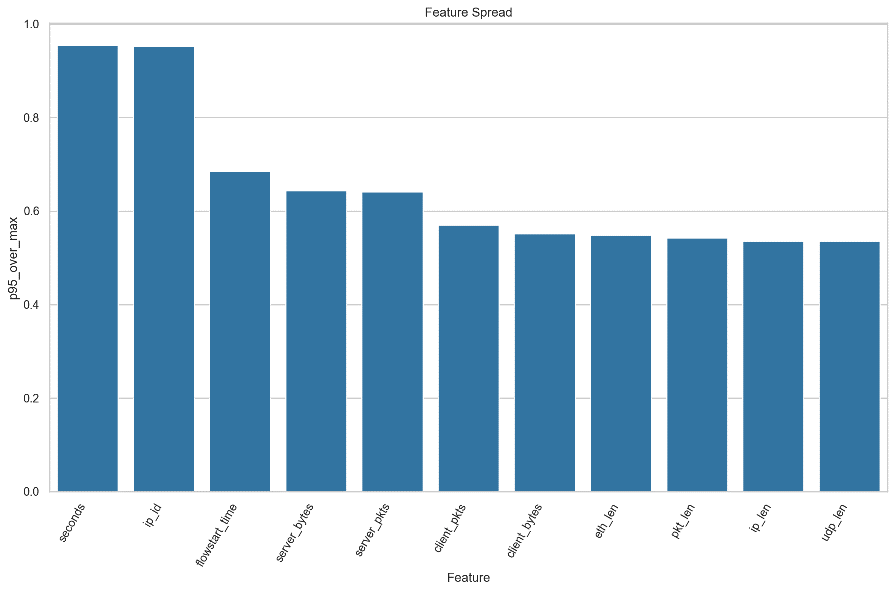 Feature Spread
1.0
0.8
0.6
0.4
0.2
0.0
p95_over_max
seconds
ip_id
flowstart_time
server_bytes
server_pkts
client_pkts
client_bytes
eth_len
pkt_len
ip_len
udp_len
Feature